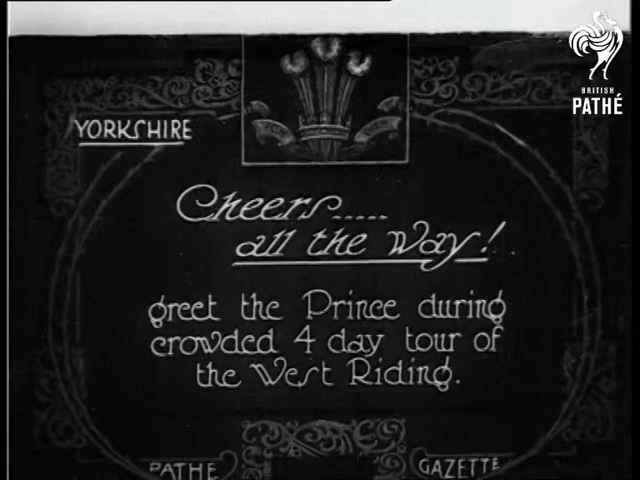 BRITISH
PATHÉ
YORKSHIRE
Cheers.....
all the Way!
greet the Prince during
crowded 4 day tour of
the West Riding.
PATHE GAZETTE